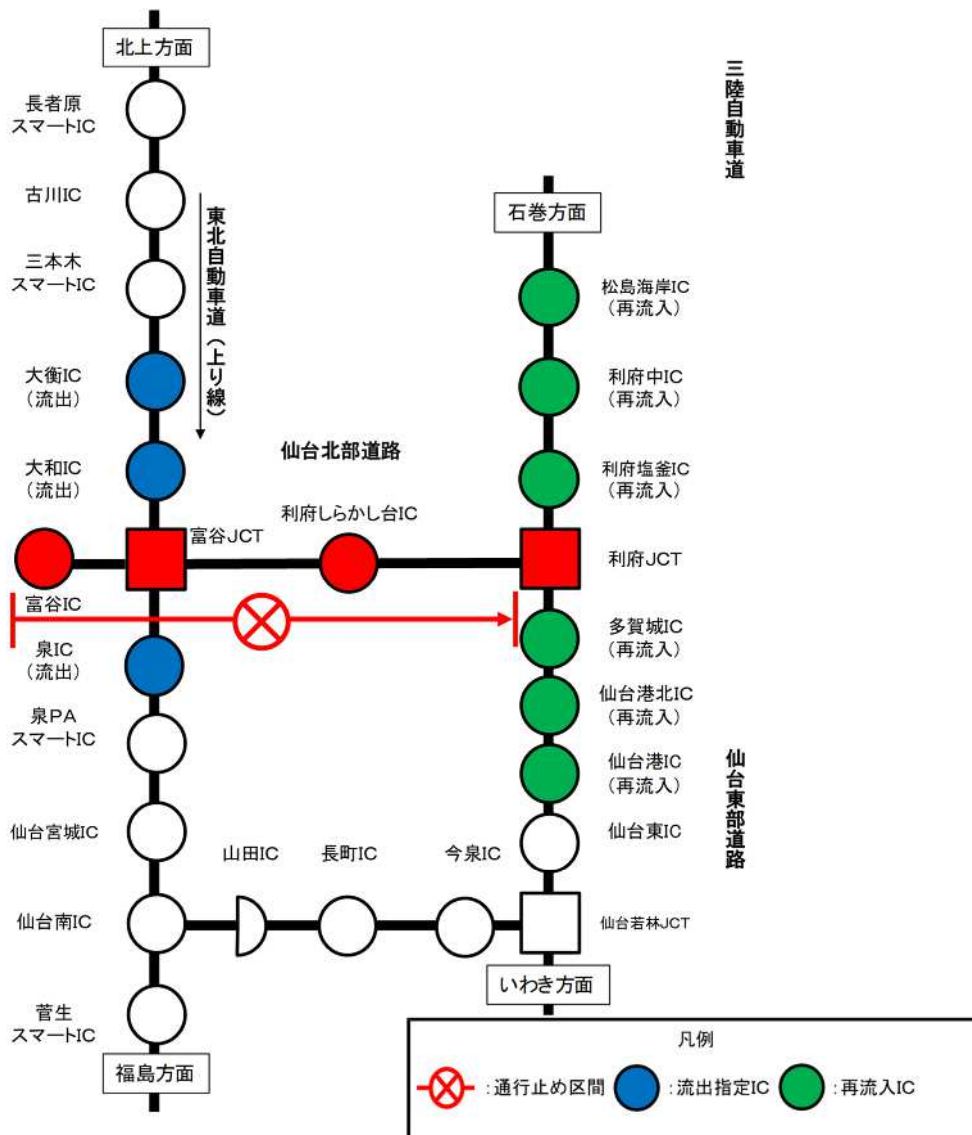 北上方面
長者原
スマートIC
古川IC
三本木
スマートIC
大衡IC
(流出)
大和IC
(流出)
東北自動車道(上り線)
三陸自動車道
石巻方面
松島海岸IC
(再流入)
利府中IC
(再流入)
利府塩釜IC
(再流入)
仙台北部道路
利府しらかし台IC
富谷JCT
利府JCT
富谷IC
泉IC
(流出)
泉PA
スマートIC
多賀城IC
(再流入)
仙台港北IC
(再流入)
仙台港IC
(再流入)
仙台東部道路
仙台宮城IC
山田IC
長町IC
今泉IC
仙台東IC
仙台南IC
仙台若林JCT
いわき方面
菅生
スマートIC
福島方面
凡例
:通行止め区間
:流出指定IC
:再流入IC